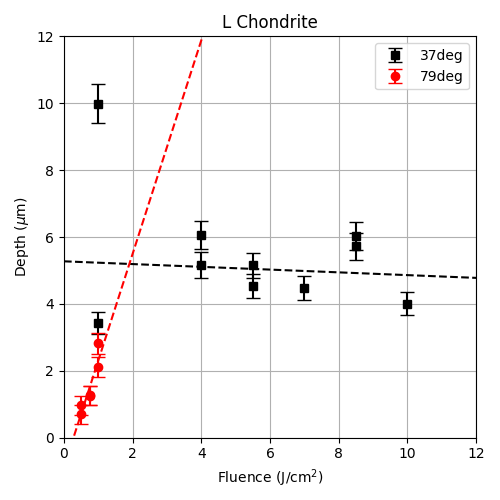 L Chondrite
37deg
79deg
Depth (μm)
12
10
8
6
4
2
0
0 2 4 6 8 10 12
Fluence (J/cm²)